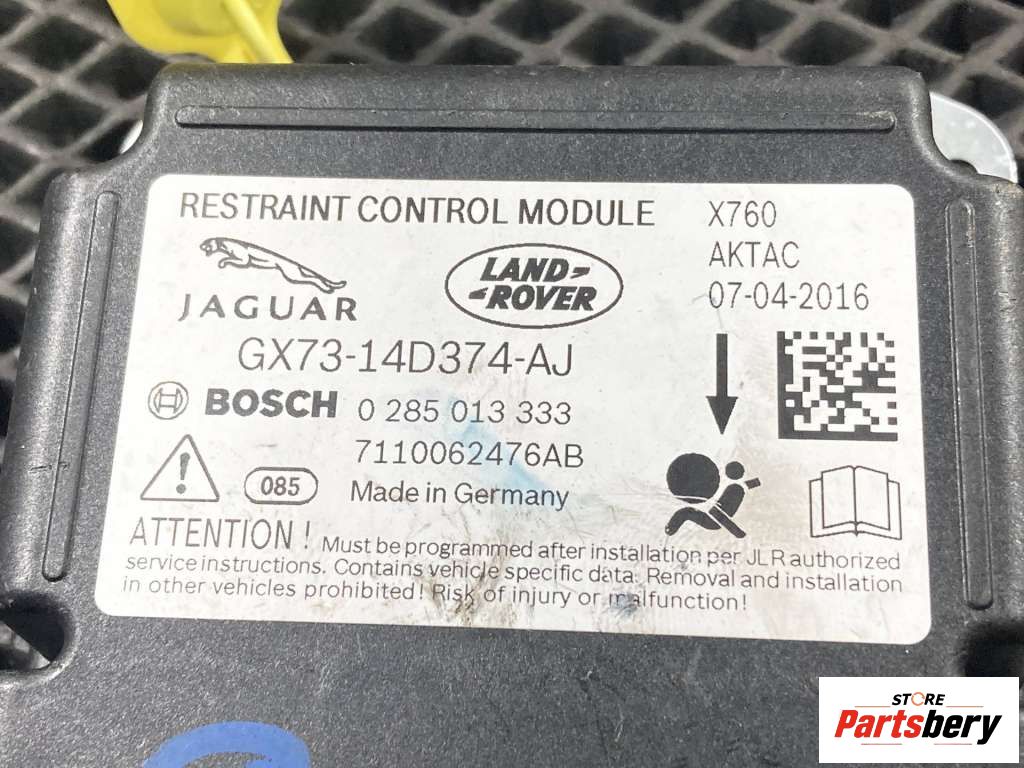 RESTRAINT CONTROL MODULE
X760
AKTAC
07-04-2016
JAGUAR
LAND-
-ROVER
GX73-14D374-AJ
BOSCH 0 285 013 333
7110062476AB
085
Made in Germany
ATTENTION ! Must be programmed after installation per JLR authorized
service instructions. Contains vehicle specific data. Removal and installation
in other vehicles prohibited! Risk of injury or malfunction!
STORE
Partsbery